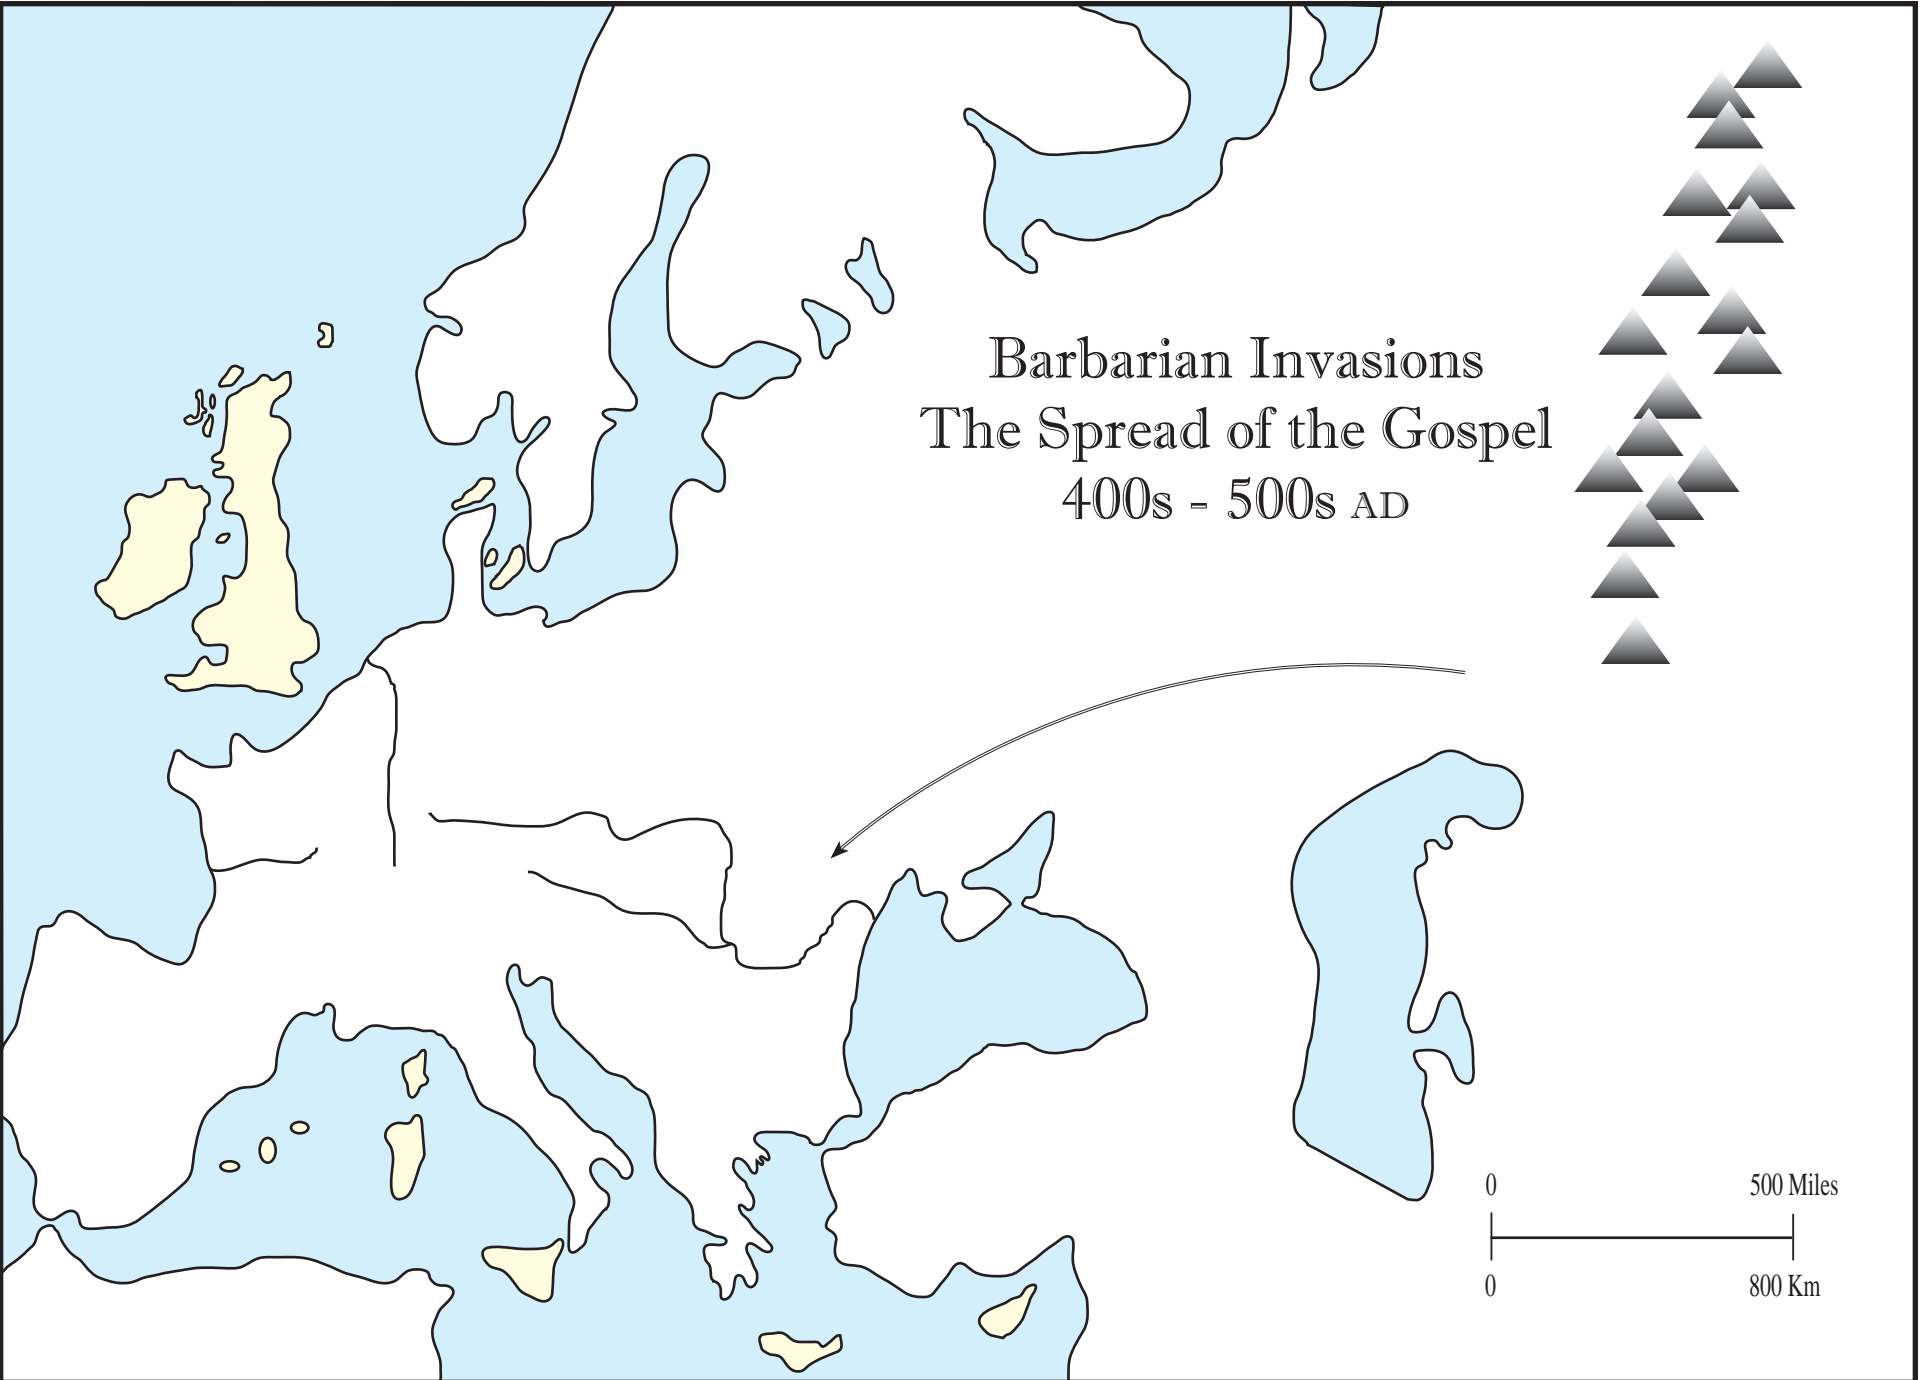 Barbarian Invasions
The Spread of the Gospel
400s - 500s AD
0 500 Miles
0 800 Km